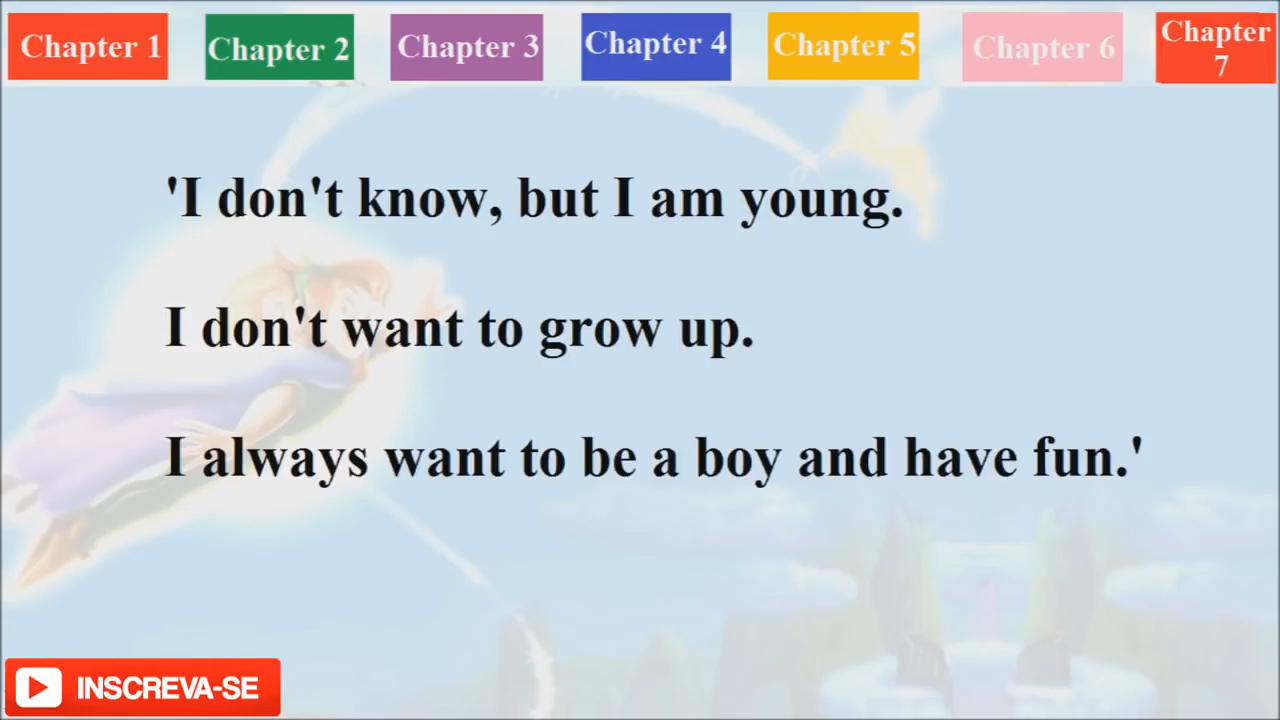 Chapter 1 Chapter 2 Chapter 3 Chapter 4 Chapter 5 Chapter 6 Chapter 7
'I don't know, but I am young.
I don't want to grow up.
I always want to be a boy and have fun.'
INSCREVA-SE